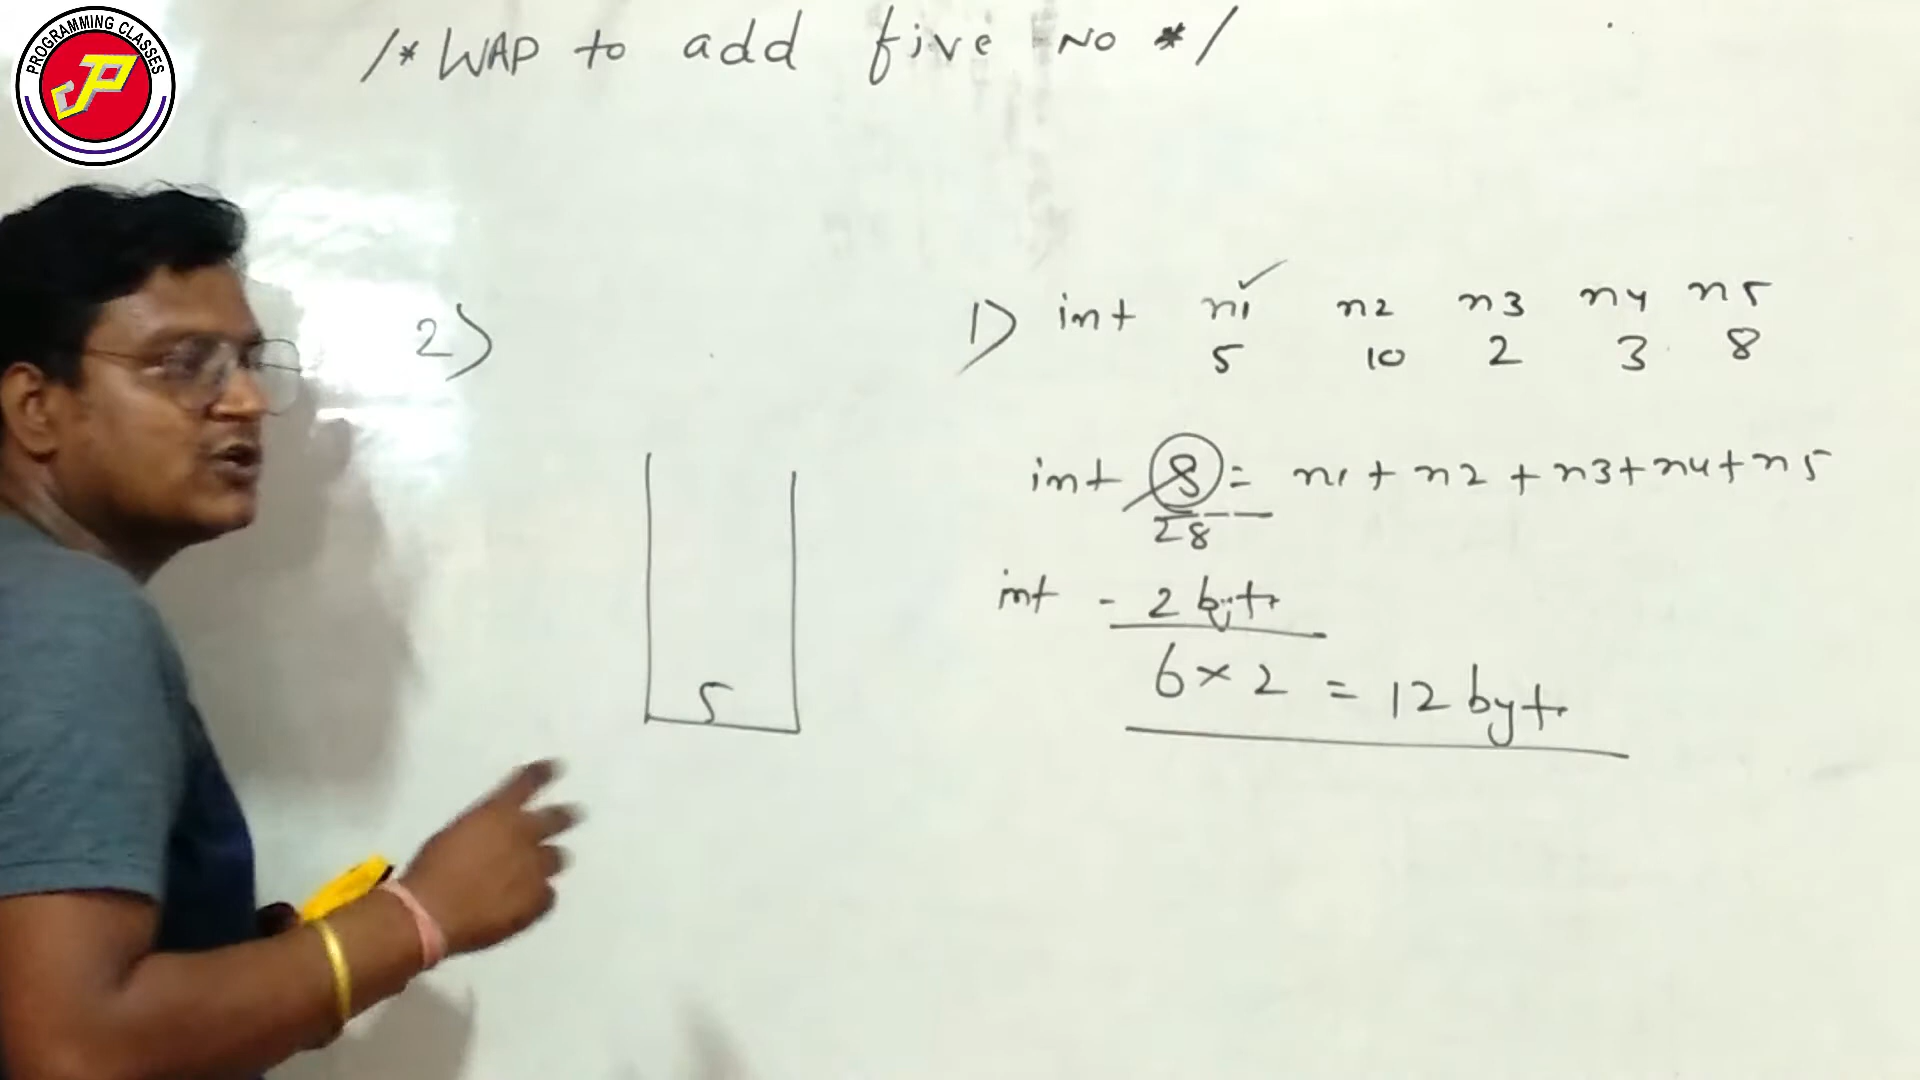 PROGRAMMING CLASSES
JP
/* WAP to add five No */
2)
5
1) int n1 n2 n3 n4 n5
5 10 2 3 8
int S = n1 + n2 + n3 + n4 + n5
28
int - 2 byte
6 × 2 = 12 byte